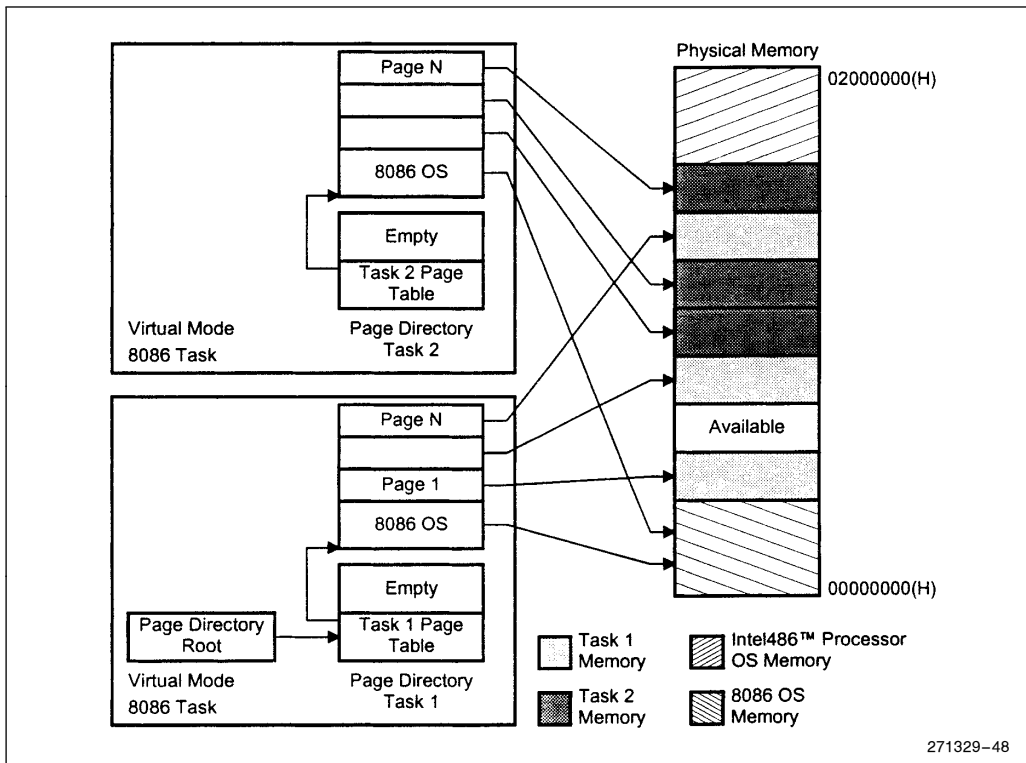 Page N
8086 OS
Empty
Task 2 Page
Table
Virtual Mode
8086 Task
Page Directory
Task 2
Page N
Page 1
8086 OS
Empty
Task 1 Page
Table
Page Directory
Root
Virtual Mode
8086 Task
Page Directory
Task 1
Physical Memory
02000000(H)
Available
00000000(H)
Task 1
Memory
Intel486™ Processor
OS Memory
Task 2
Memory
8086 OS
Memory
271329–48